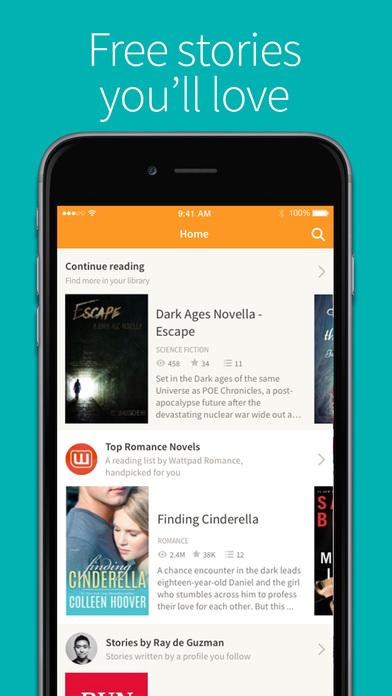 Free stories
you'll love
9:41 AM
100%
Home
Continue reading
Find more in your library
ESCAPE
A DARK AGE NOVELLA
Dark Ages Novella -
Escape
SCIENCE FICTION
458 34 11
Set in the Dark ages of the same
Universe as POE Chronicles, a post-
apocalypse future after the
devastating nuclear war wide out a...
Top Romance Novels
A reading list by Wattpad Romance,
handpicked for you
finding
CINDERELLA
COLLEEN HOOVER
Finding Cinderella
ROMANCE
2.4M 38K 12
A chance encounter in the dark leads
eighteen-year-old Daniel and the girl
who stumbles across him to profess
their love for each other. But this ...
Stories by Ray de Guzman
Stories written by a profile you follow
RUN